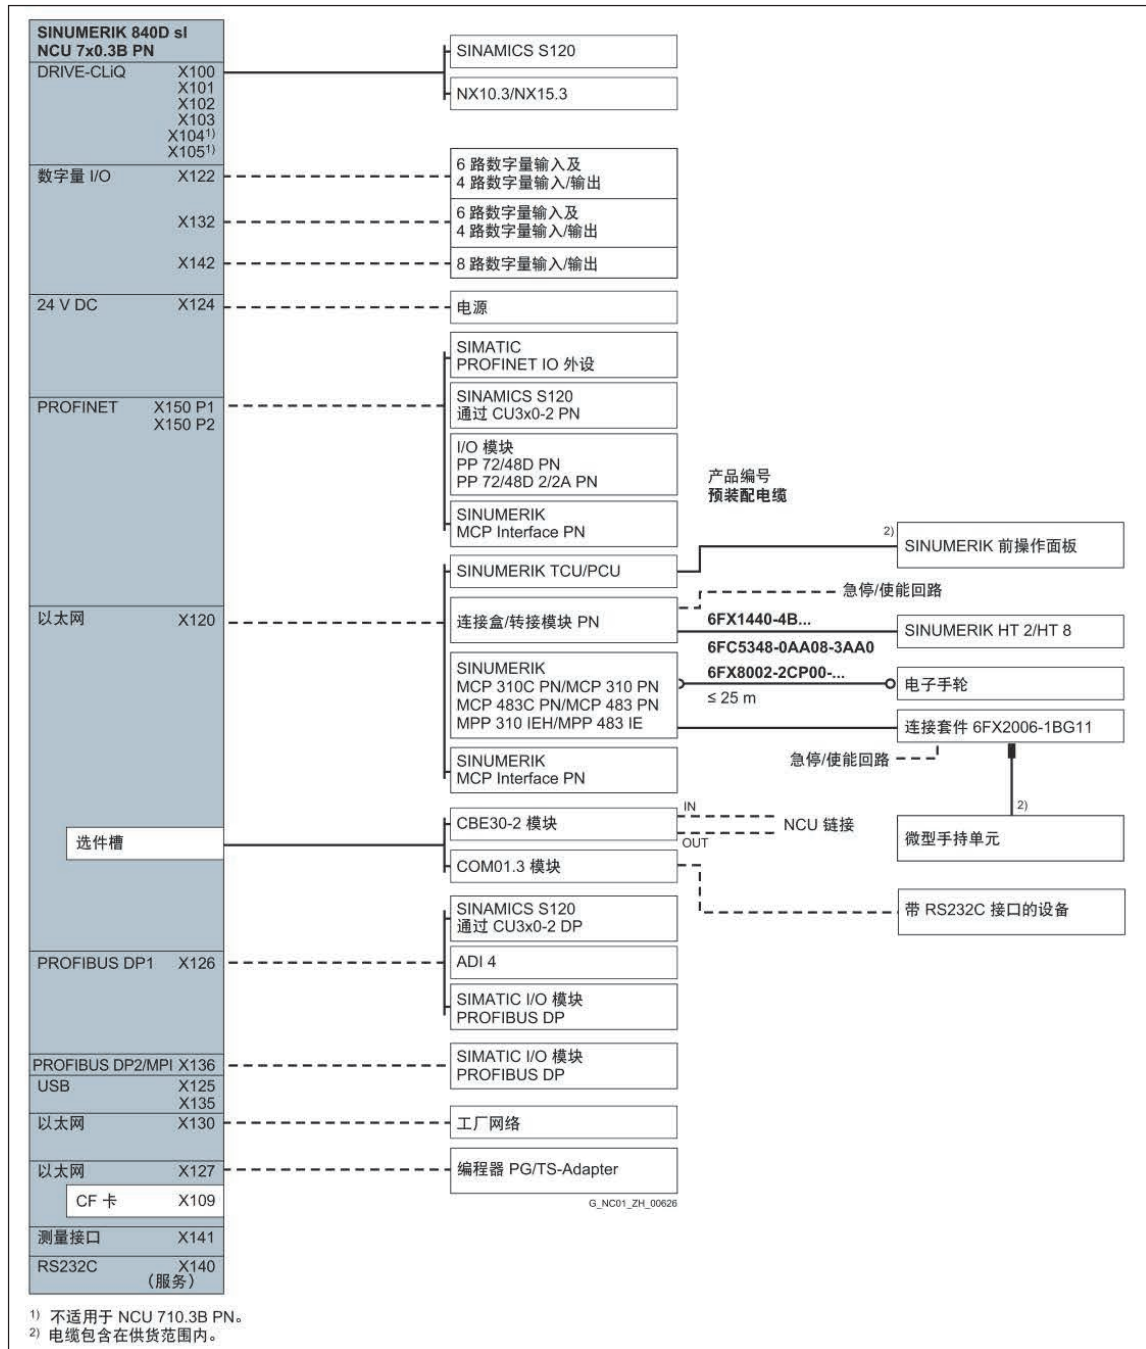 SINUMERIK 840D sl
NCU 7x0.3B PN
DRIVE-CLiQ X100
X101
X102
X103
X104¹⁾
X105¹⁾
SINAMICS S120
NX10.3/NX15.3
数字量 I/O X122
6 路数字量输入及
4 路数字量输入/输出
X132
6 路数字量输入及
4 路数字量输入/输出
X142
8 路数字量输入/输出
24 V DC X124
电源
PROFINET X150 P1
X150 P2
SIMATIC
PROFINET IO 外设
SINAMICS S120
通过 CU3x0-2 PN
I/O 模块
PP 72/48D PN
PP 72/48D 2/2A PN
SINUMERIK
MCP Interface PN
产品编号
预装配电缆
以太网 X120
SINUMERIK TCU/PCU
2)
SINUMERIK 前操作面板
连接盒/转接模块 PN
急停/使能回路
6FX1440-4B...
SINUMERIK HT 2/HT 8
6FC5348-0AA08-3AA0
SINUMERIK
MCP 310C PN/MCP 310 PN
MCP 483C PN/MCP 483 PN
MPP 310 IEH/MPP 483 IE
6FX8002-2CP00-...
≤ 25 m
电子手轮
连接套件 6FX2006-1BG11
急停/使能回路
2)
微型手持单元
SINUMERIK
MCP Interface PN
选件槽
CBE30-2 模块
IN
OUT
NCU 链接
COM01.3 模块
带 RS232C 接口的设备
PROFIBUS DP1 X126
SINAMICS S120
通过 CU3x0-2 DP
ADI 4
SIMATIC I/O 模块
PROFIBUS DP
PROFIBUS DP2/MPI X136
SIMATIC I/O 模块
PROFIBUS DP
USB X125
X135
以太网 X130
工厂网络
以太网 X127
编程器 PG/TS-Adapter
CF 卡 X109
G_NC01_ZH_00626
测量接口 X141
RS232C X140
（服务）
1) 不适用于 NCU 710.3B PN。
2) 电缆包含在供货范围内。